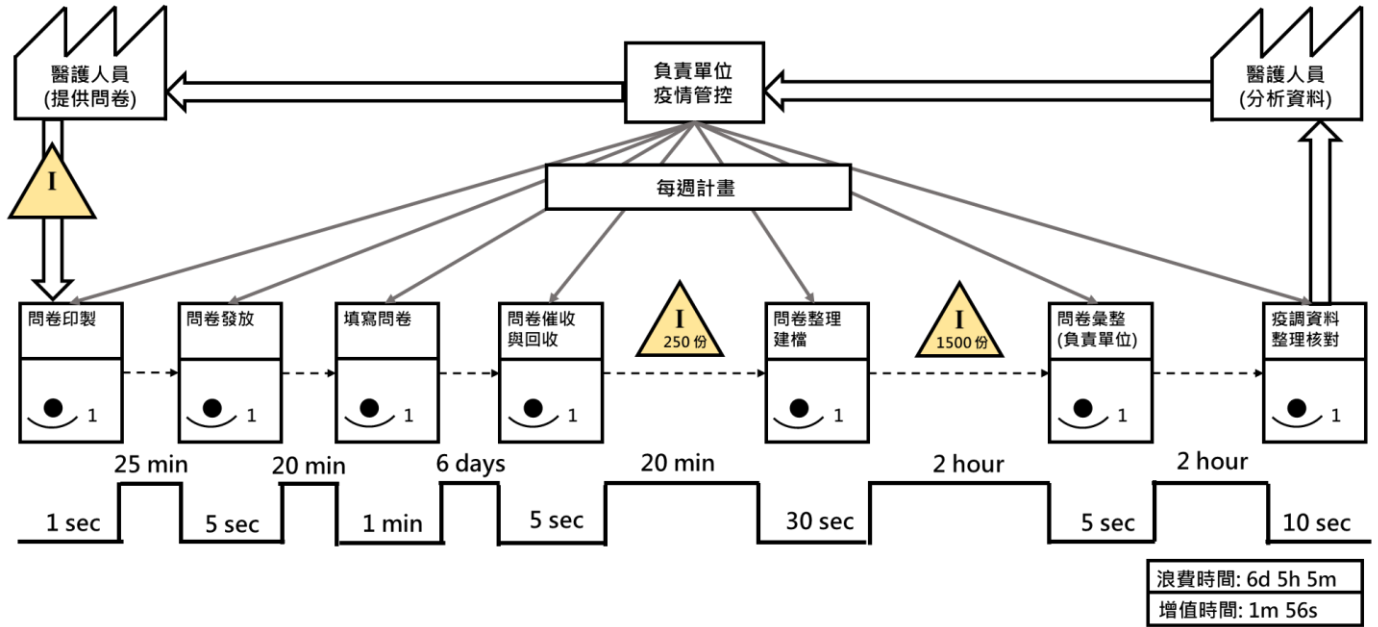 醫護人員
(提供問卷)
負責單位
疫情管控
醫護人員
(分析資料)
I
每週計畫
問卷印製
1
問卷發放
1
填寫問卷
1
問卷催收
與回收
1
I
250 份
問卷整理
建檔
1
I
1500 份
問卷彙整
(負責單位)
1
疫調資料
整理核對
1
25 min
20 min
6 days
20 min
2 hour
2 hour
1 sec
5 sec
1 min
5 sec
30 sec
5 sec
10 sec
浪費時間: 6d 5h 5m
增值時間: 1m 56s